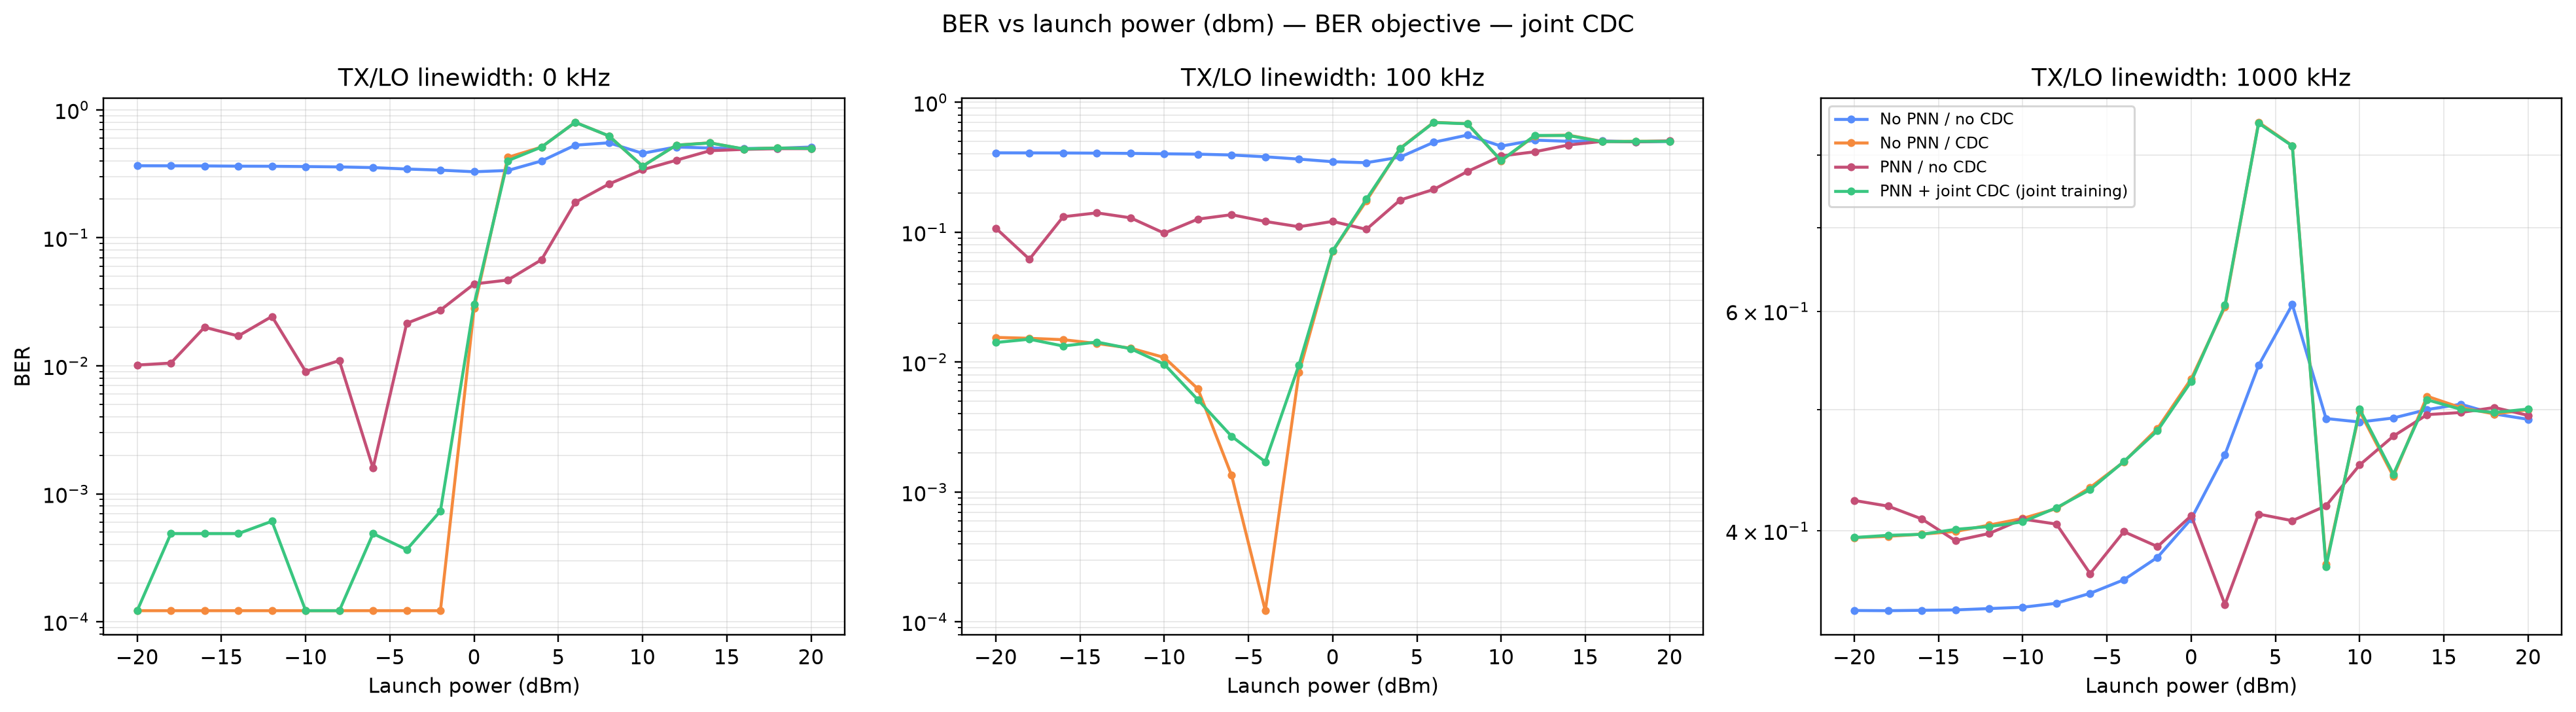 BER vs launch power (dbm) — BER objective — joint CDC
TX/LO linewidth: 0 kHz
10⁰
10⁻¹
10⁻²
10⁻³
10⁻⁴
BER
−20 −15 −10 −5 0 5 10 15 20
Launch power (dBm)
TX/LO linewidth: 100 kHz
10⁰
10⁻¹
10⁻²
10⁻³
10⁻⁴
−20 −15 −10 −5 0 5 10 15 20
Launch power (dBm)
TX/LO linewidth: 1000 kHz
No PNN / no CDC
No PNN / CDC
PNN / no CDC
PNN + joint CDC (joint training)
6 × 10⁻¹
4 × 10⁻¹
−20 −15 −10 −5 0 5 10 15 20
Launch power (dBm)